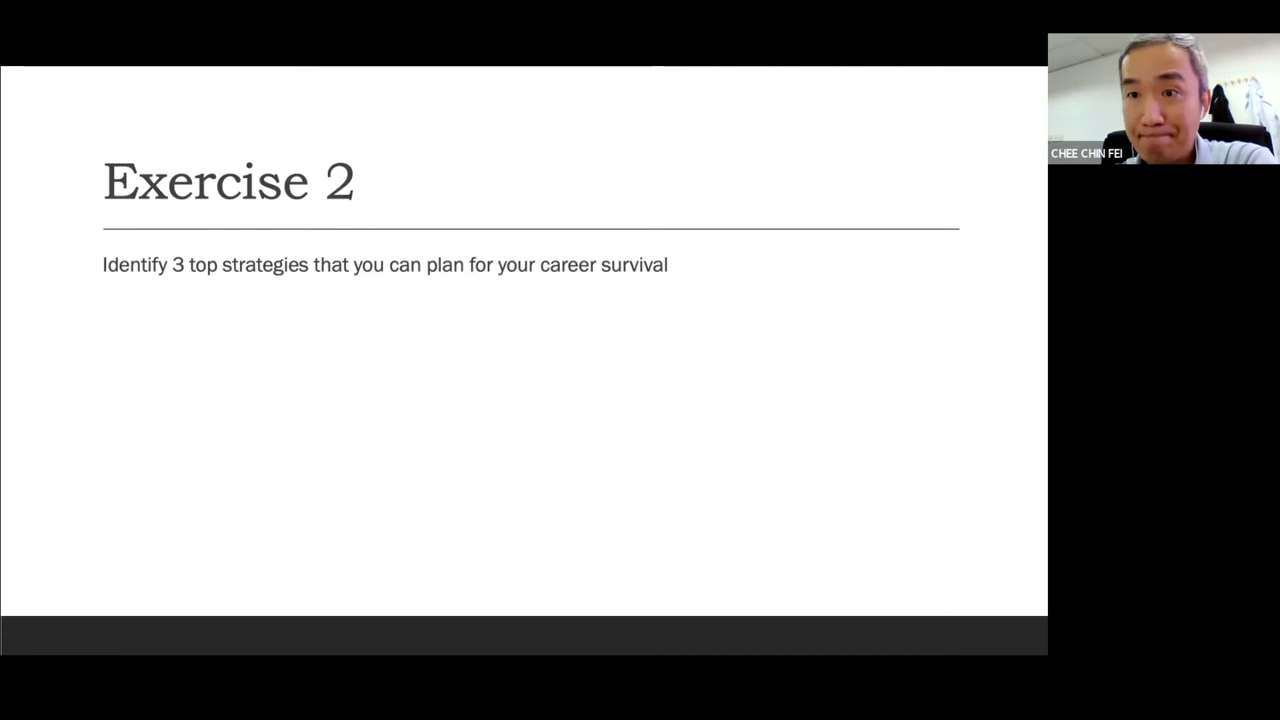 Exercise 2
Identify 3 top strategies that you can plan for your career survival
CHEE CHIN FEI